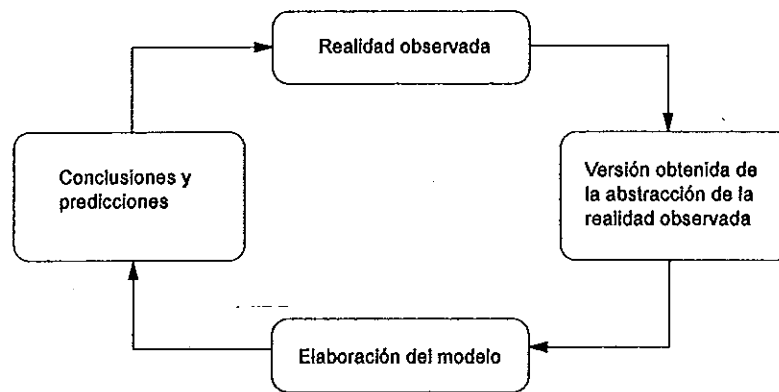 Realidad observada
Conclusiones y
predicciones
Versión obtenida de
la abstracción de la
realidad observada
Elaboración del modelo